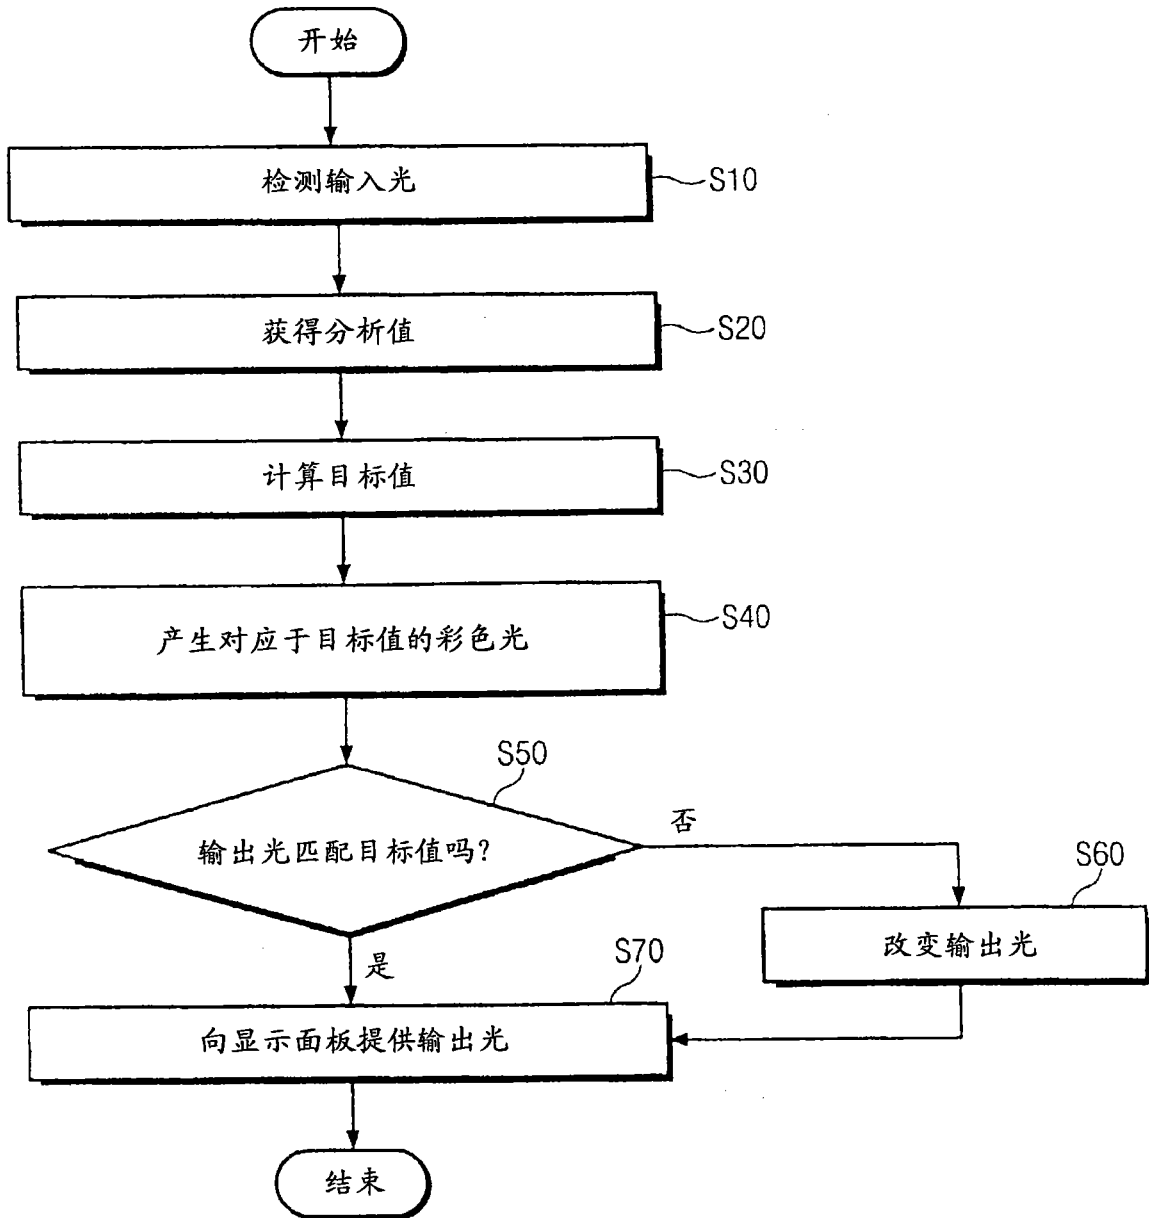 开始
检测输入光
S10
获得分析值
S20
计算目标值
S30
产生对应于目标值的彩色光
S40
S50
输出光匹配目标值吗?
否
S60
改变输出光
是
S70
向显示面板提供输出光
结束